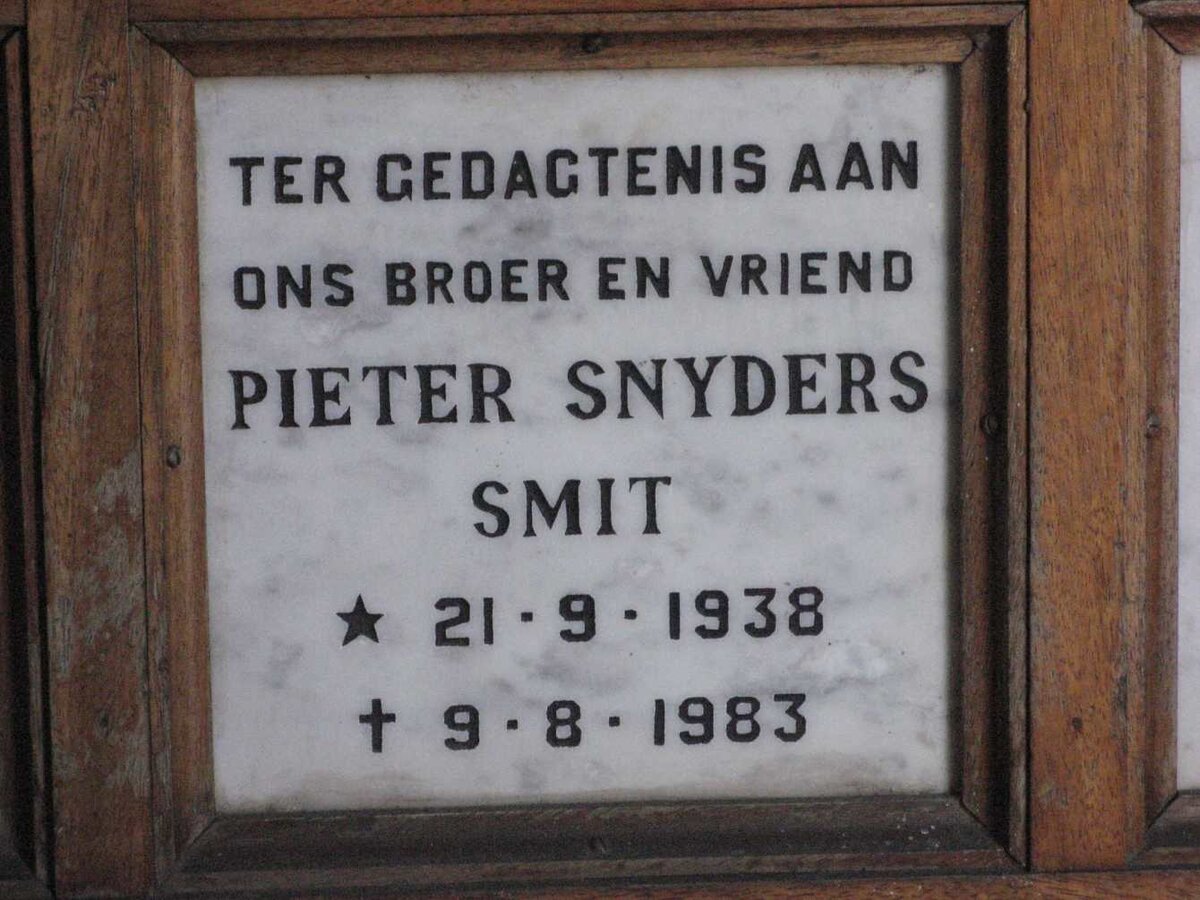 TER GEDAGTENIS AAN
ONS BROER EN VRIEND
PIETER SNYDERS
SMIT
★ 21·9·1938
✝ 9·8·1983